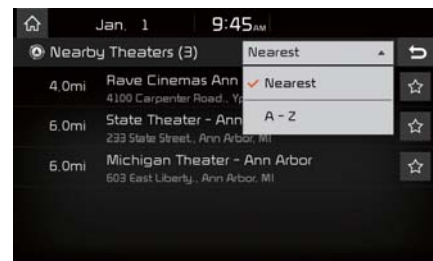 Jan. 1 9:45AM
Nearby Theaters (3) Nearest
Nearest
A - Z
4.0mi Rave Cinemas Ann
4100 Carpenter Road., Yp
6.0mi State Theater - Ann
233 State Street., Ann Arbor, MI
6.0mi Michigan Theater - Ann Arbor
603 East Liberty., Ann Arbor, MI